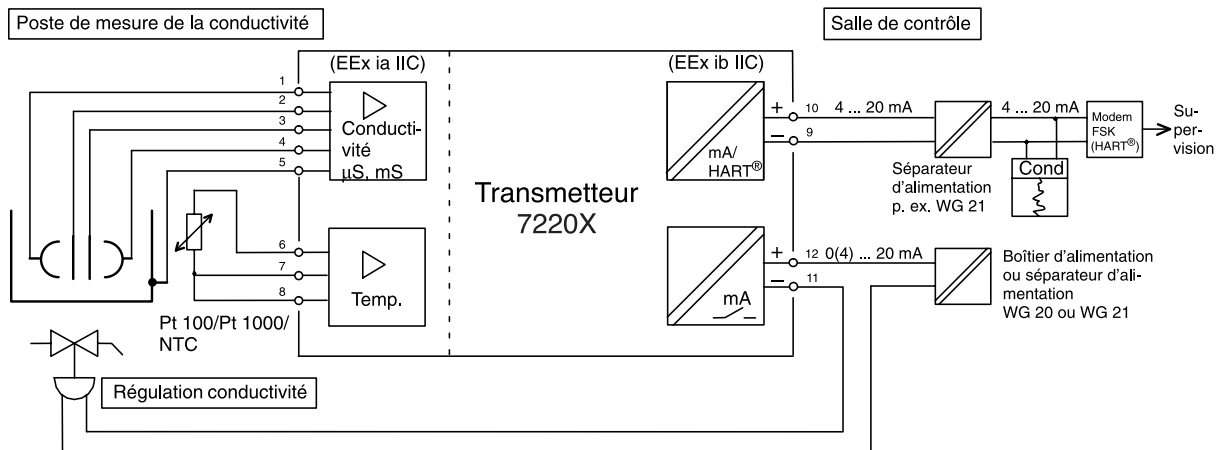 Poste de mesure de la conductivité
Salle de contrôle
(EEx ia IIC)
(EEx ib IIC)
1
2
3
4
5
6
7
8
Conducti-
vité
µS, mS
Temp.
Pt 100/Pt 1000/
NTC
Transmetteur
7220X
mA/
HART®
+ 10 4 ... 20 mA
− 9
4 ... 20 mA
Modem
FSK
(HART®)
Su-
per-
vision
Séparateur
d'alimentation
p. ex. WG 21
Cond
mA
+ 12 0(4) ... 20 mA
− 11
Boîtier d'alimentation
ou séparateur d'ali-
mentation
WG 20 ou WG 21
Régulation conductivité